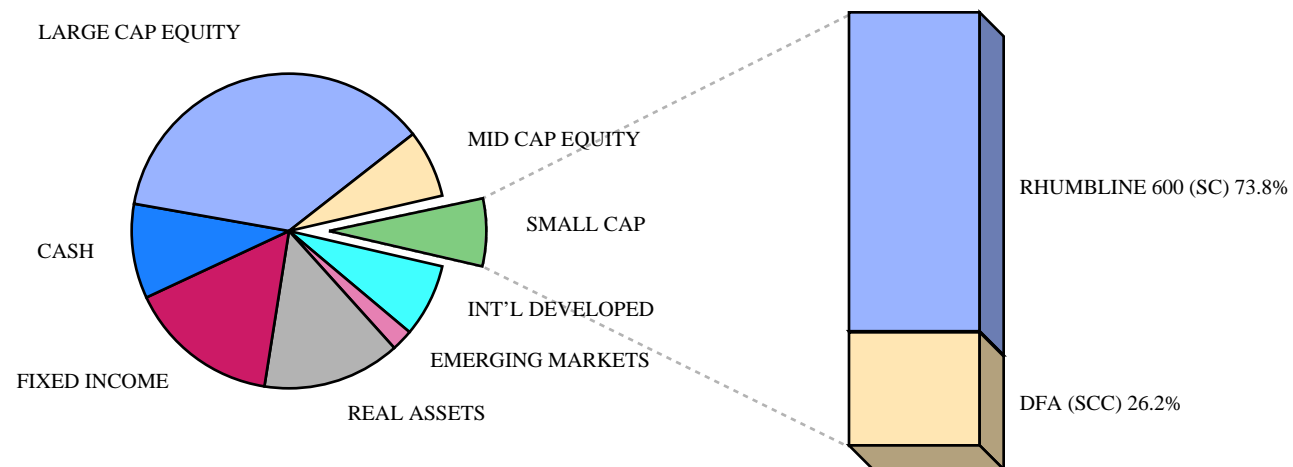 LARGE CAP EQUITY
MID CAP EQUITY
RHUMBLINE 600 (SC) 73.8%
SMALL CAP
CASH
INT'L DEVELOPED
EMERGING MARKETS
FIXED INCOME
DFA (SCC) 26.2%
REAL ASSETS